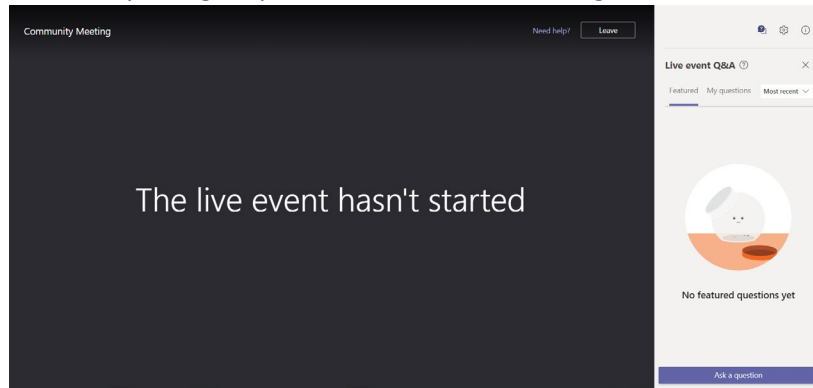 Community Meeting
Need help?
Leave
The live event hasn't started
Live event Q&A
Featured My questions Most recent
No featured questions yet
Ask a question